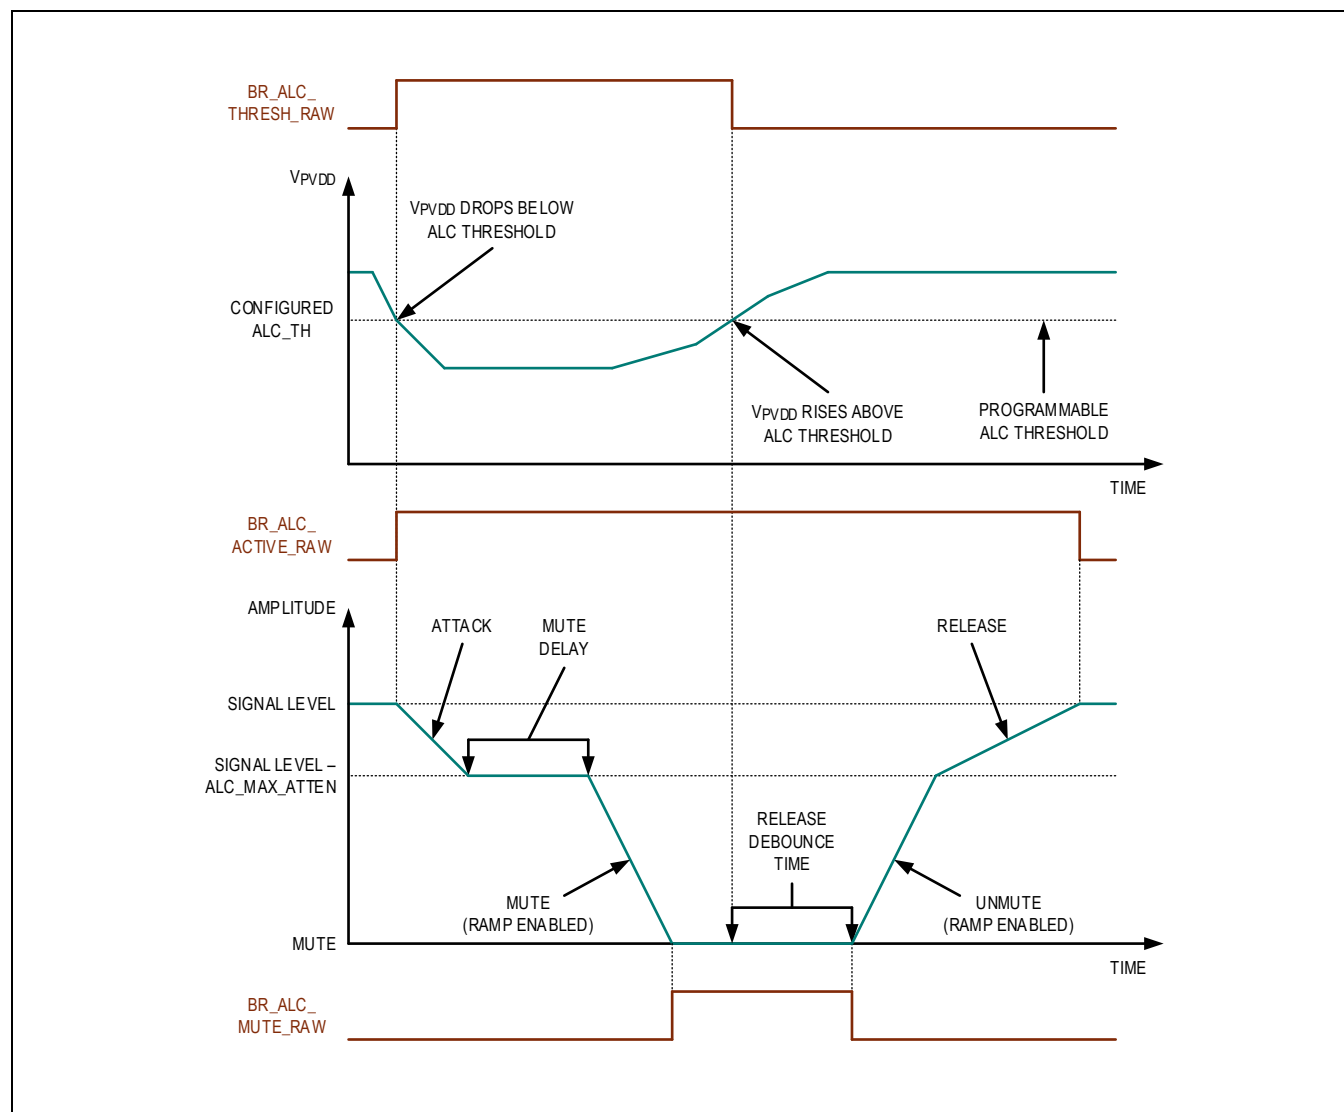 BR_ALC_
THRESH_RAW
VPVDD
VPVDD DROPS BELOW
ALC THRESHOLD
CONFIGURED
ALC_TH
VPVDD RISES ABOVE
ALC THRESHOLD
PROGRAMMABLE
ALC THRESHOLD
TIME
BR_ALC_
ACTIVE_RAW
AMPLITUDE
ATTACK
MUTE
DELAY
RELEASE
SIGNAL LEVEL
SIGNAL LEVEL –
ALC_MAX_ATTEN
RELEASE
DEBOUNCE
TIME
MUTE
(RAMP ENABLED)
UNMUTE
(RAMP ENABLED)
MUTE
TIME
BR_ALC_
MUTE_RAW